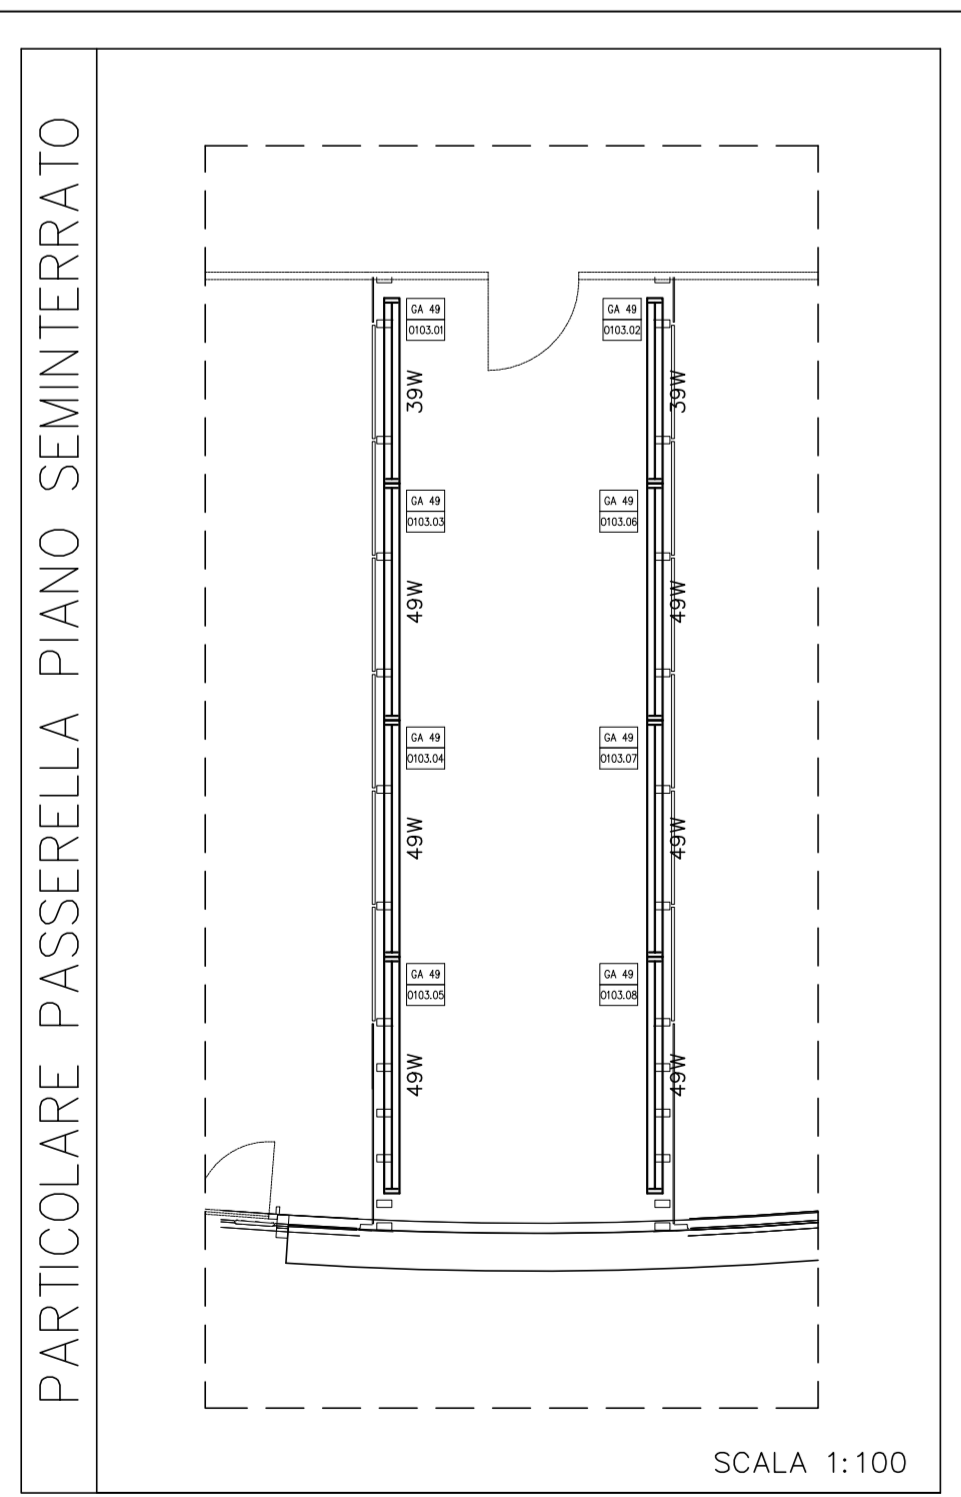 PARTICOLARE PASSERELLA PIANO SEMINTERRATO
GA 49
0103.01
GA 49
0103.02
39W
39W
GA 49
0103.03
GA 49
0103.06
49W
49W
GA 49
0103.04
GA 49
0103.07
49W
49W
GA 49
0103.05
GA 49
0103.08
49W
49W
SCALA 1:100